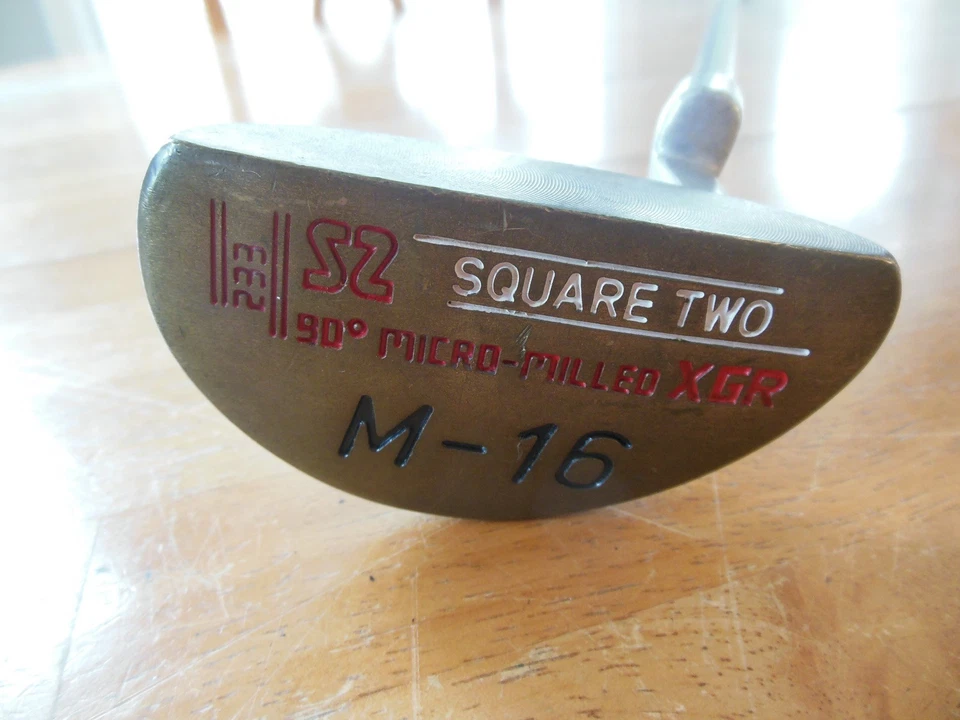 S2
SQUARE TWO
90° MICRO-MILLED XGR
M-16